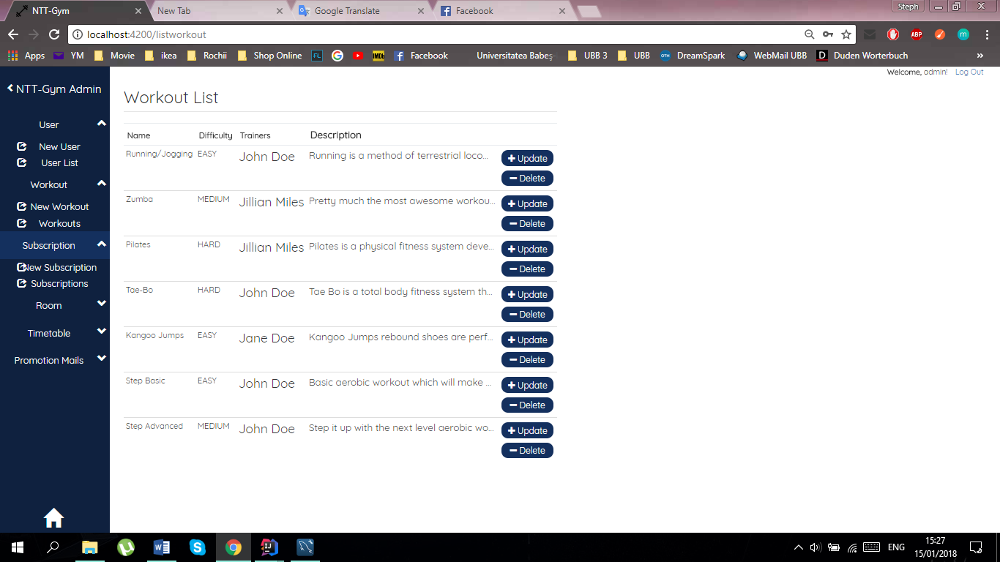 NTT-Gym New Tab Google Translate Facebook Steph
localhost:4200/listworkout
Apps YM Movie ikea Rochii Shop Online FL IMDb Facebook Universitatea Babeş- UBB 3 UBB DreamSpark WebMail UBB D Duden Worterbuch »
Welcome, admin! Log Out
NTT-Gym Admin
User
New User
User List
Workout
New Workout
Workouts
Subscription
New Subscription
Subscriptions
Room
Timetable
Promotion Mails
Workout List
Name Difficulty Trainers Description
Running/Jogging EASY John Doe Running is a method of terrestrial loco... Update
Delete
Zumba MEDIUM Jillian Miles Pretty much the most awesome workou... Update
Delete
Pilates HARD Jillian Miles Pilates is a physical fitness system deve... Update
Delete
Tae-Bo HARD John Doe Tae Bo is a total body fitness system th... Update
Delete
Kangoo Jumps EASY Jane Doe Kangoo Jumps rebound shoes are perf... Update
Delete
Step Basic EASY John Doe Basic aerobic workout which will make ... Update
Delete
Step Advanced MEDIUM John Doe Step it up with the next level aerobic wo... Update
Delete
ENG 15:27
15/01/2018